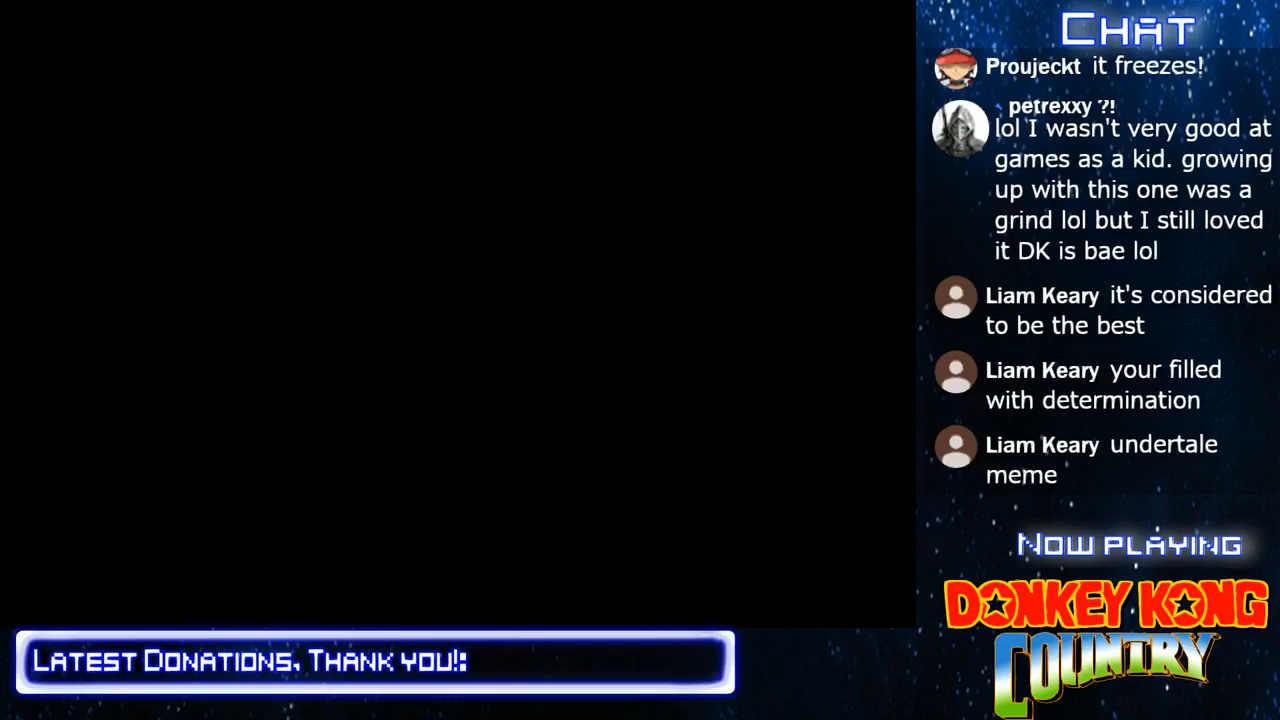 CHAT
Proujeckt it freezes!
petrexxy ?!
lol I wasn't very good at
games as a kid. growing
up with this one was a
grind lol but I still loved
it DK is bae lol
Liam Keary it's considered
to be the best
Liam Keary your filled
with determination
Liam Keary undertale
meme
NOW PLAYING
DONKEY KONG
COUNTRY
LATEST DONATIONS, THANK YOU!: